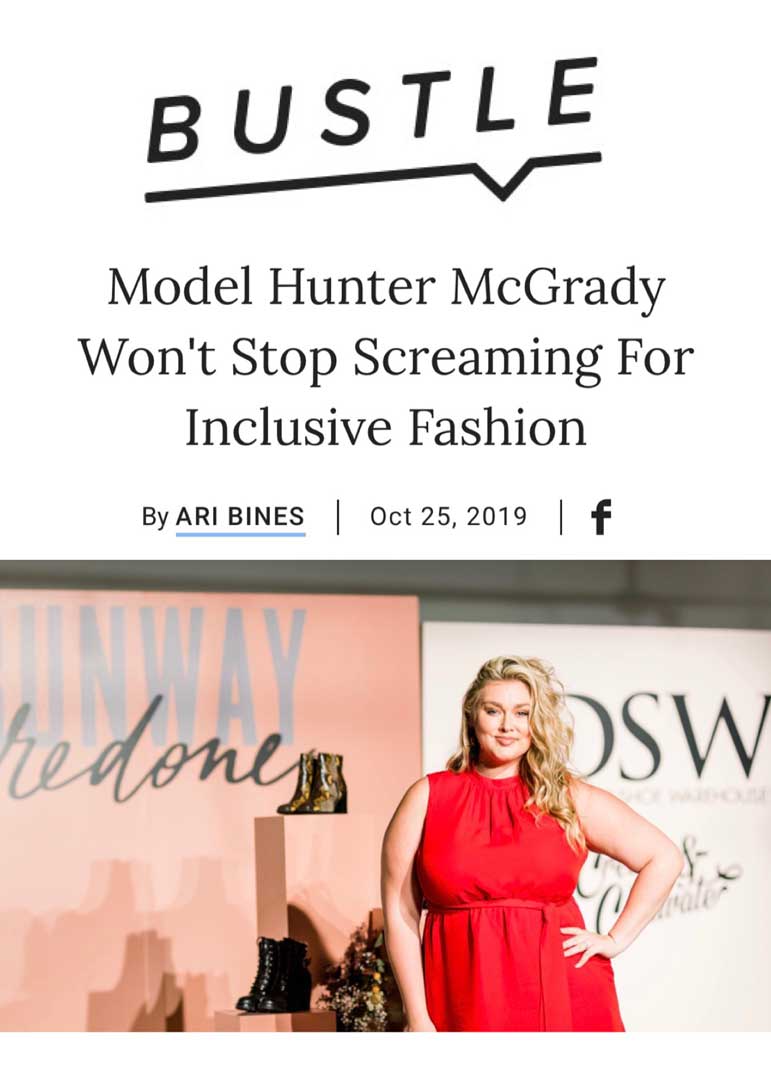 BUSTLE
Model Hunter McGrady
Won't Stop Screaming For
Inclusive Fashion
By ARI BINES | Oct 25, 2019 | f
UNWAY
redone
DSW
SHOE WAREHOUSE
&